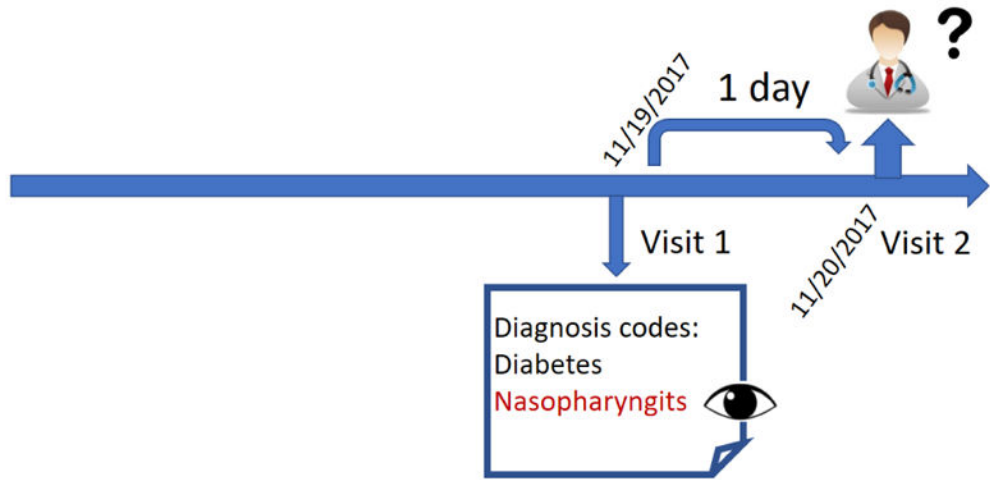 ?
1 day
11/19/2017
Visit 1
11/20/2017
Visit 2
Diagnosis codes:
Diabetes
Nasopharyngits